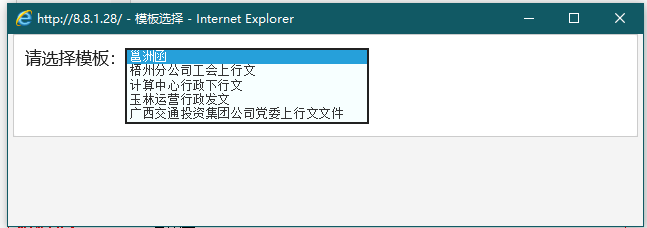 http://8.8.1.28/ - 模板选择 - Internet Explorer
请选择模板:
邕洲函
梧州分公司工会上行文
计算中心行政下行文
玉林运营行政发文
广西交通投资集团公司党委上行文文件